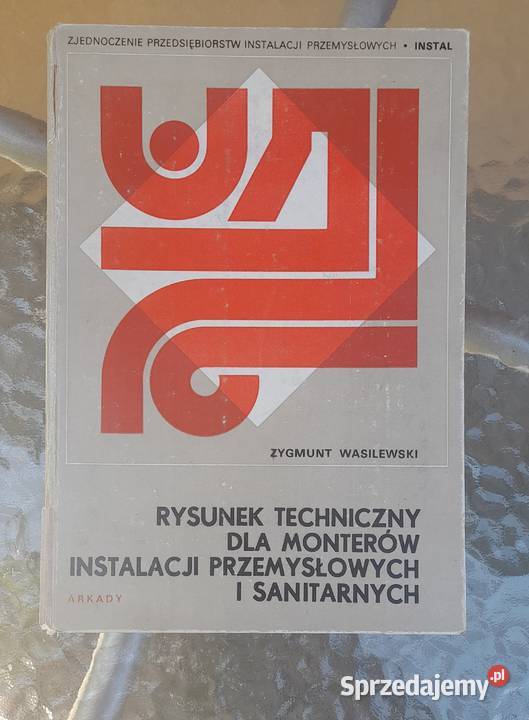 ZJEDNOCZENIE PRZEDSIĘBIORSTW INSTALACJI PRZEMYSŁOWYCH • INSTAL
ZYGMUNT WASILEWSKI
RYSUNEK TECHNICZNY
DLA MONTERÓW
INSTALACJI PRZEMYSŁOWYCH
I SANITARNYCH
ARKADY
Sprzedajemy.pl